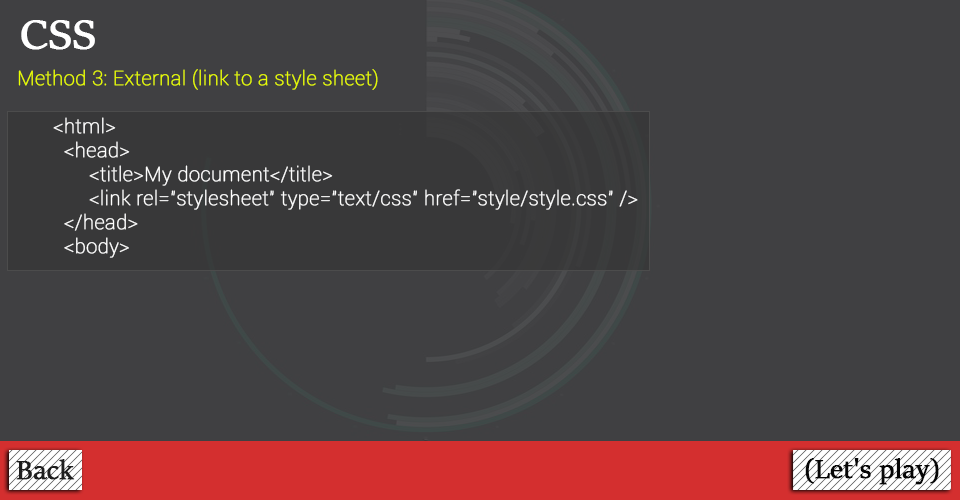 CSS
Method 3: External (link to a style sheet)
<html>
<head>
<title>My document</title>
<link rel="stylesheet" type="text/css" href="style/style.css" />
</head>
<body>
Back
(Let's play)